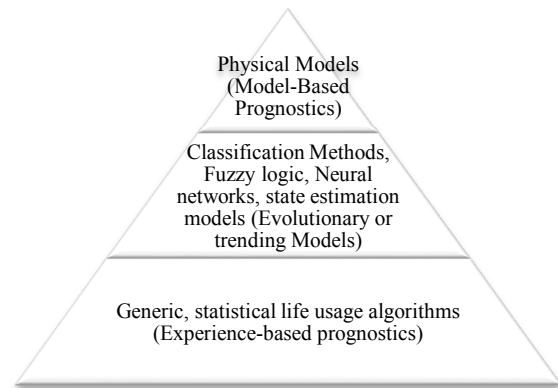 Physical Models
(Model-Based
Prognostics)
Classification Methods,
Fuzzy logic, Neural
networks, state estimation
models (Evolutionary or
trending Models)
Generic, statistical life usage algorithms
(Experience-based prognostics)